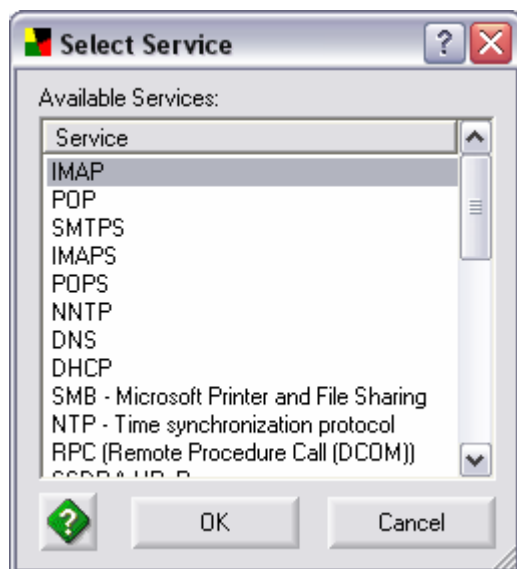 Select Service
?
Available Services:
Service
IMAP
POP
SMTPS
IMAPS
POPS
NNTP
DNS
DHCP
SMB - Microsoft Printer and File Sharing
NTP - Time synchronization protocol
RPC (Remote Procedure Call (DCOM))
?
OK Cancel